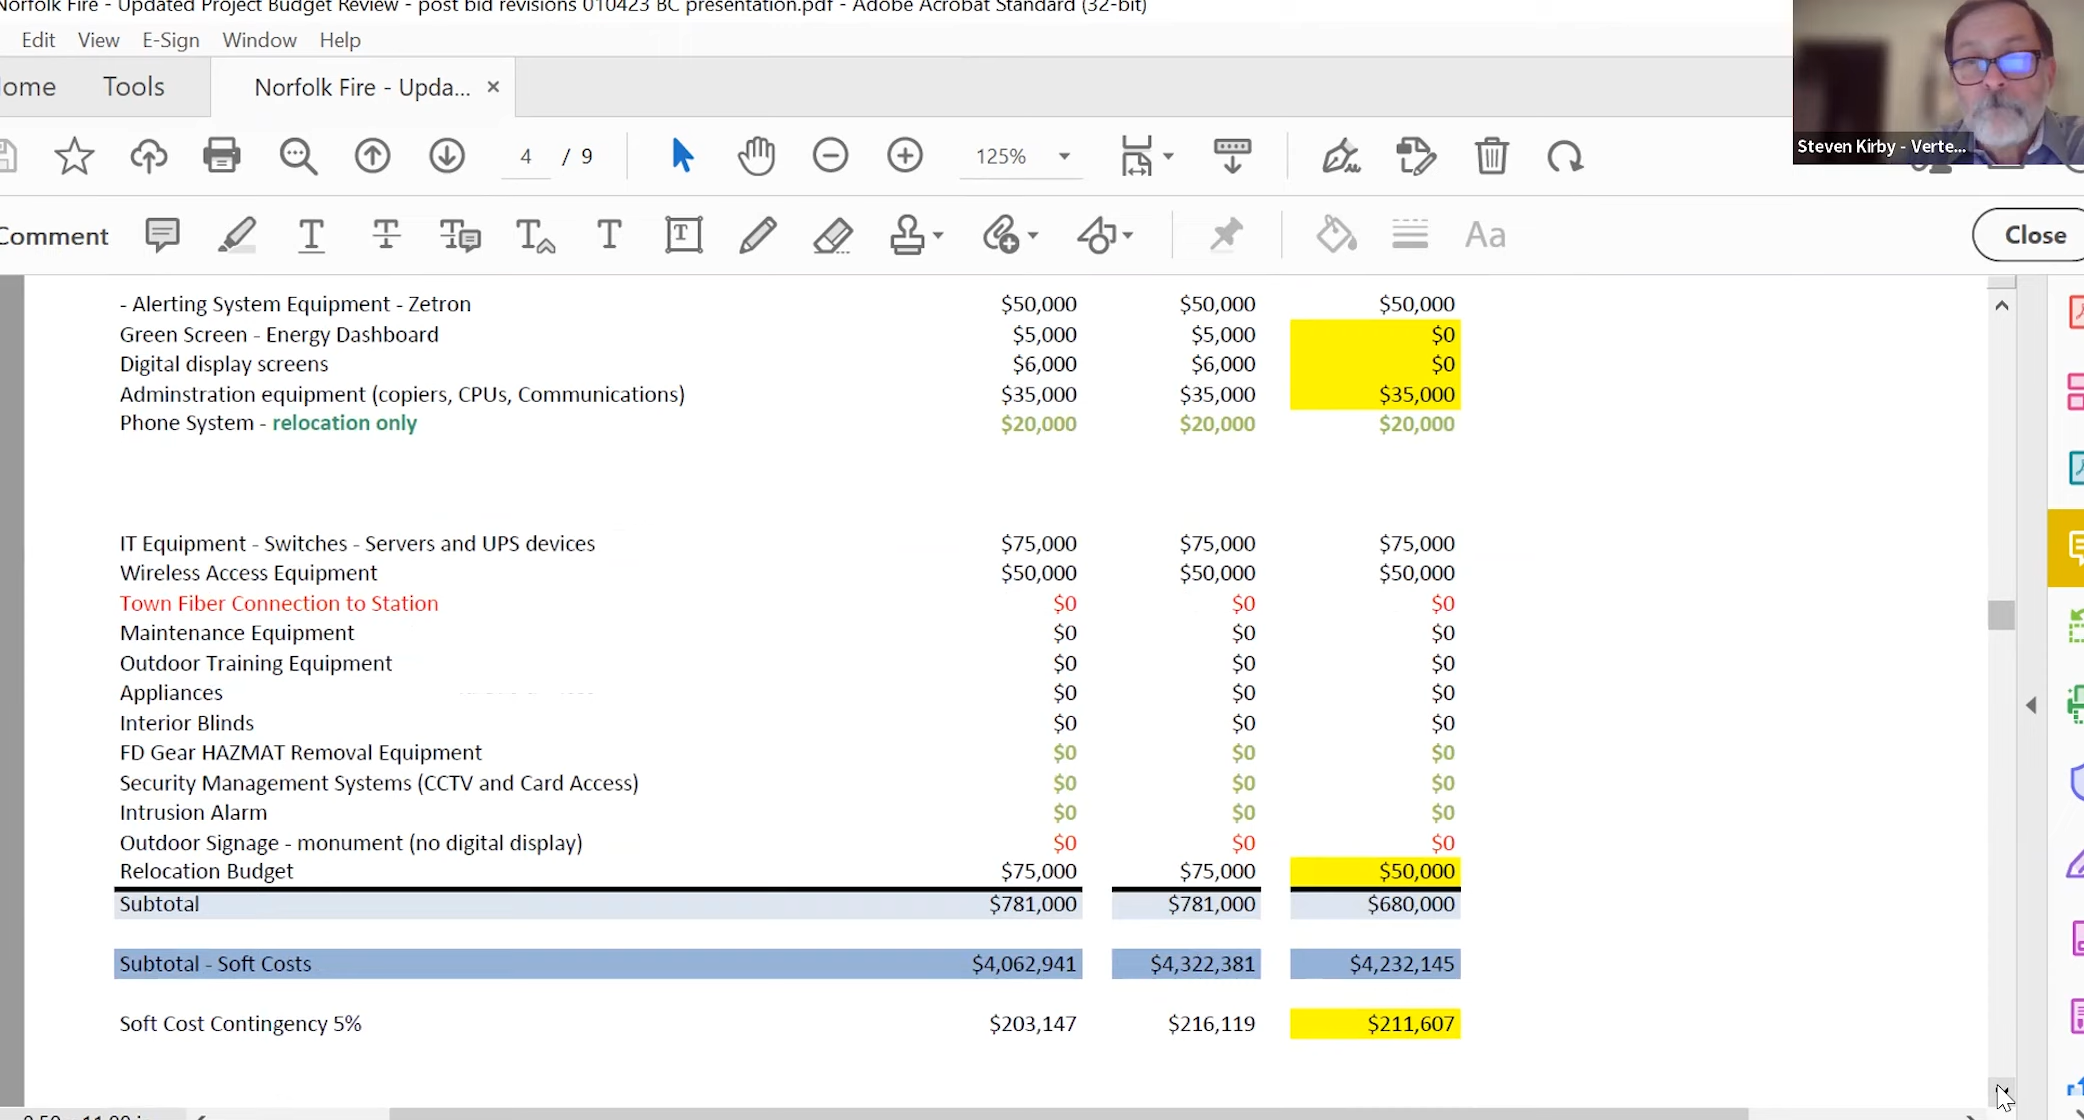 Norfolk Fire - Updated Project Budget Review - post bid revisions 010423 BC presentation.pdf - Adobe Acrobat Standard (32-bit)
Edit View E-Sign Window Help
ome Tools Norfolk Fire - Upda... ×
4 / 9 125%
Steven Kirby - Verte...
Comment T T T T T T Aa Close
- Alerting System Equipment - Zetron $50,000 $50,000 $50,000
Green Screen - Energy Dashboard $5,000 $5,000 $0
Digital display screens $6,000 $6,000 $0
Adminstration equipment (copiers, CPUs, Communications) $35,000 $35,000 $35,000
Phone System - relocation only $20,000 $20,000 $20,000
IT Equipment - Switches - Servers and UPS devices $75,000 $75,000 $75,000
Wireless Access Equipment $50,000 $50,000 $50,000
Town Fiber Connection to Station $0 $0 $0
Maintenance Equipment $0 $0 $0
Outdoor Training Equipment $0 $0 $0
Appliances $0 $0 $0
Interior Blinds $0 $0 $0
FD Gear HAZMAT Removal Equipment $0 $0 $0
Security Management Systems (CCTV and Card Access) $0 $0 $0
Intrusion Alarm $0 $0 $0
Outdoor Signage - monument (no digital display) $0 $0 $0
Relocation Budget $75,000 $75,000 $50,000
Subtotal $781,000 $781,000 $680,000
Subtotal - Soft Costs $4,062,941 $4,322,381 $4,232,145
Soft Cost Contingency 5% $203,147 $216,119 $211,607